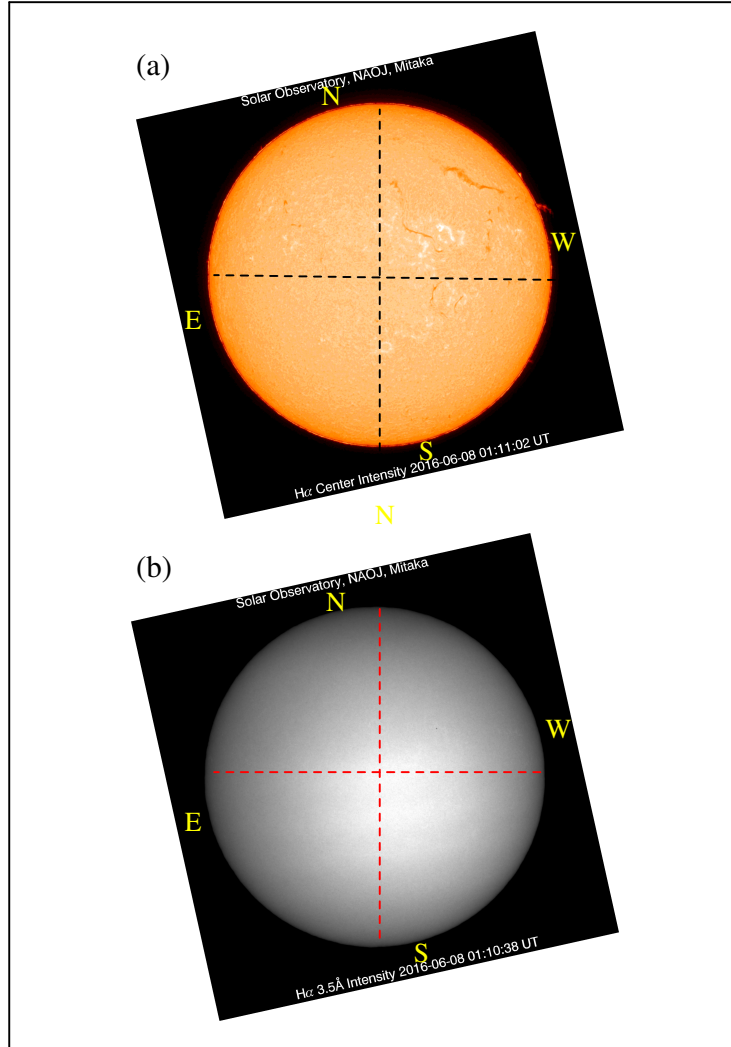 (a)
Solar Observatory, NAOJ, Mitaka
N
W
E
S
Hα Center Intensity 2016-06-08 01:11:02 UT
N
(b)
Solar Observatory, NAOJ, Mitaka
N
W
E
S
Hα 3.5Å Intensity 2016-06-08 01:10:38 UT